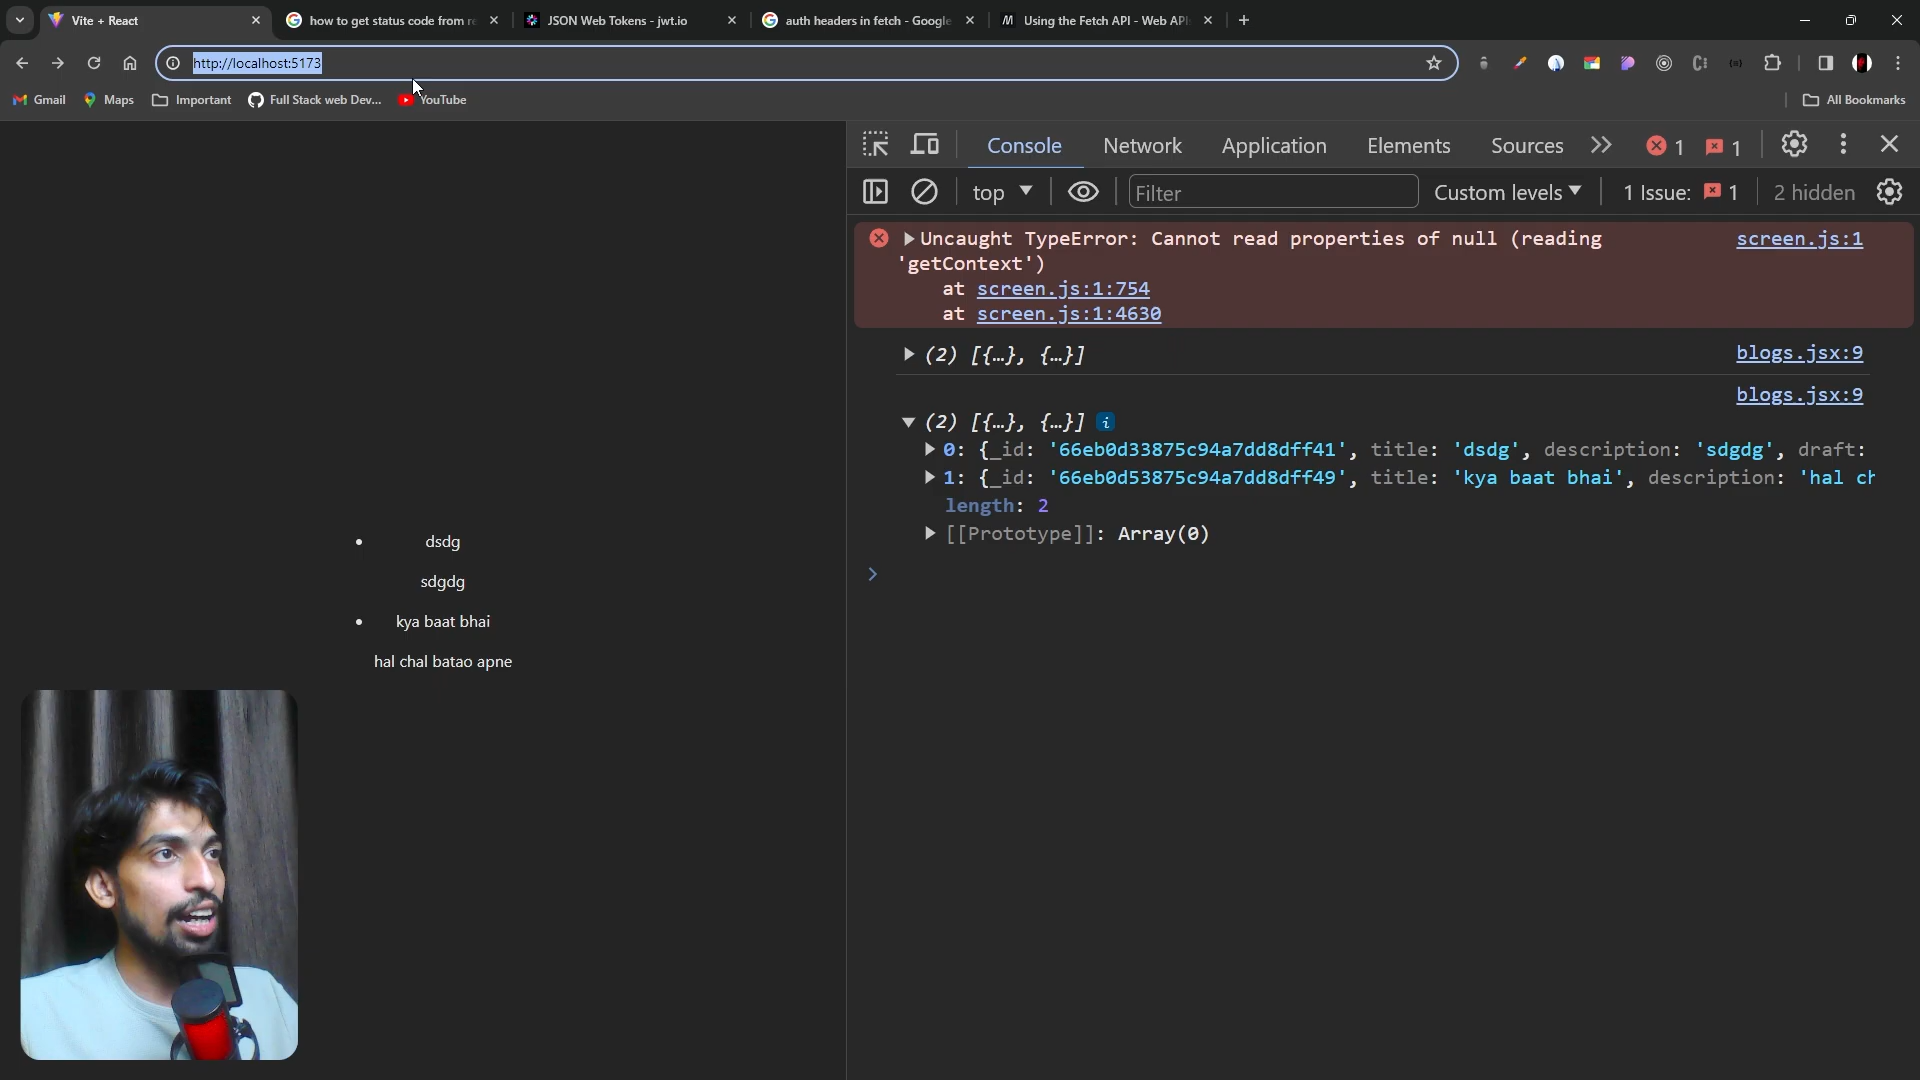 Vite + React
how to get status code from re
JSON Web Tokens - jwt.io
auth headers in fetch - Google
Using the Fetch API - Web API
http://localhost:5173
Gmail
Maps
Important
Full Stack web Dev...
YouTube
All Bookmarks
Console
Network
Application
Elements
Sources
1
1
top
Filter
Custom levels
1 Issue:
1
2 hidden
Uncaught TypeError: Cannot read properties of null (reading
screen.js:1
'getContext')
at screen.js:1:754
at screen.js:1:4630
(2) [{…}, {…}]
blogs.jsx:9
blogs.jsx:9
(2) [{…}, {…}]
0: {_id: '66eb0d33875c94a7dd8dff41', title: 'dsdg', description: 'sdgdg', draft:
1: {_id: '66eb0d53875c94a7dd8dff49', title: 'kya baat bhai', description: 'hal ch
length: 2
[[Prototype]]: Array(0)
dsdg
sdgdg
kya baat bhai
hal chal batao apne